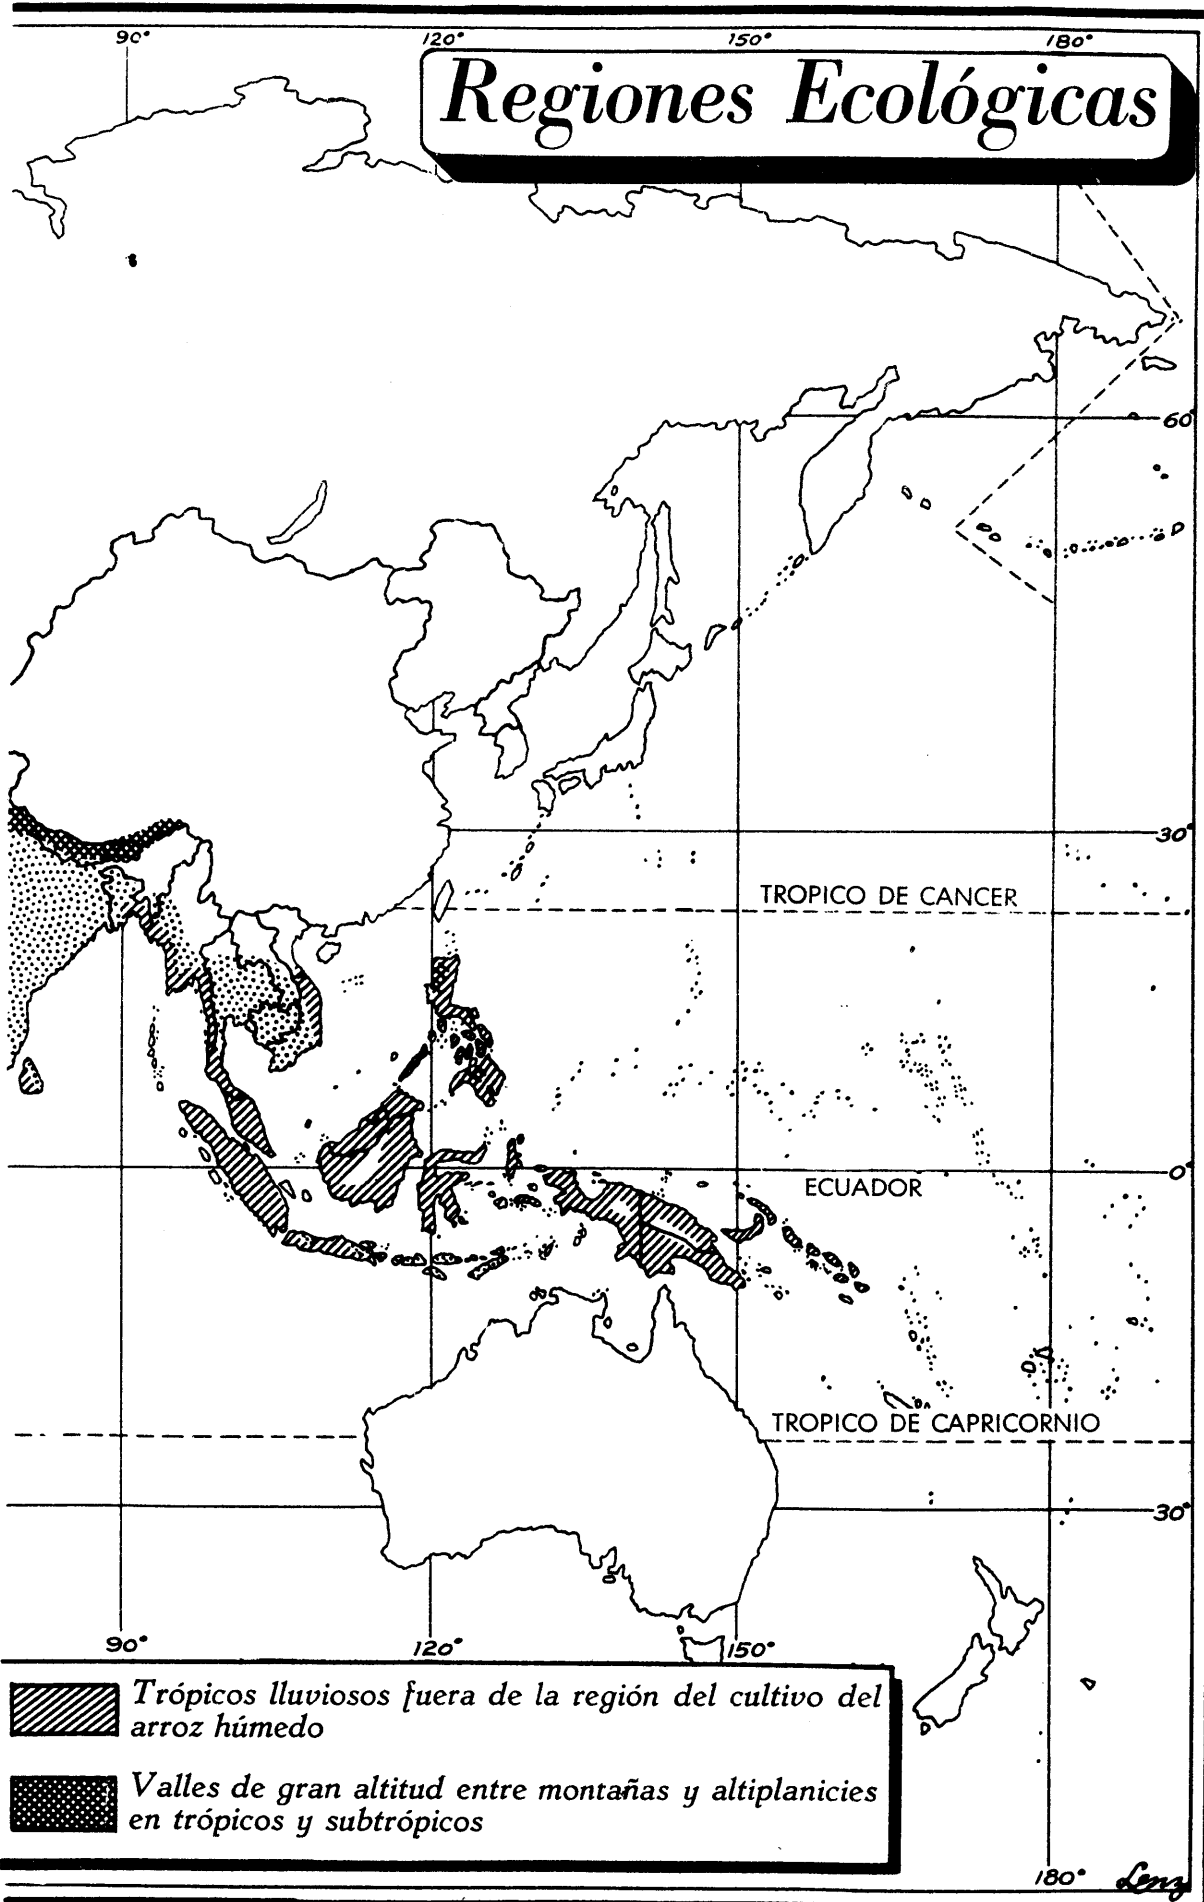 90° 120° 150° 180°
Regiones Ecológicas
60°
30°
TROPICO DE CANCER
0°
ECUADOR
TROPICO DE CAPRICORNIO
30°
90° 120° 150°
Trópicos lluviosos fuera de la región del cultivo del
arroz húmedo
Valles de gran altitud entre montañas y altiplanicies
en trópicos y subtrópicos
180° Lenz